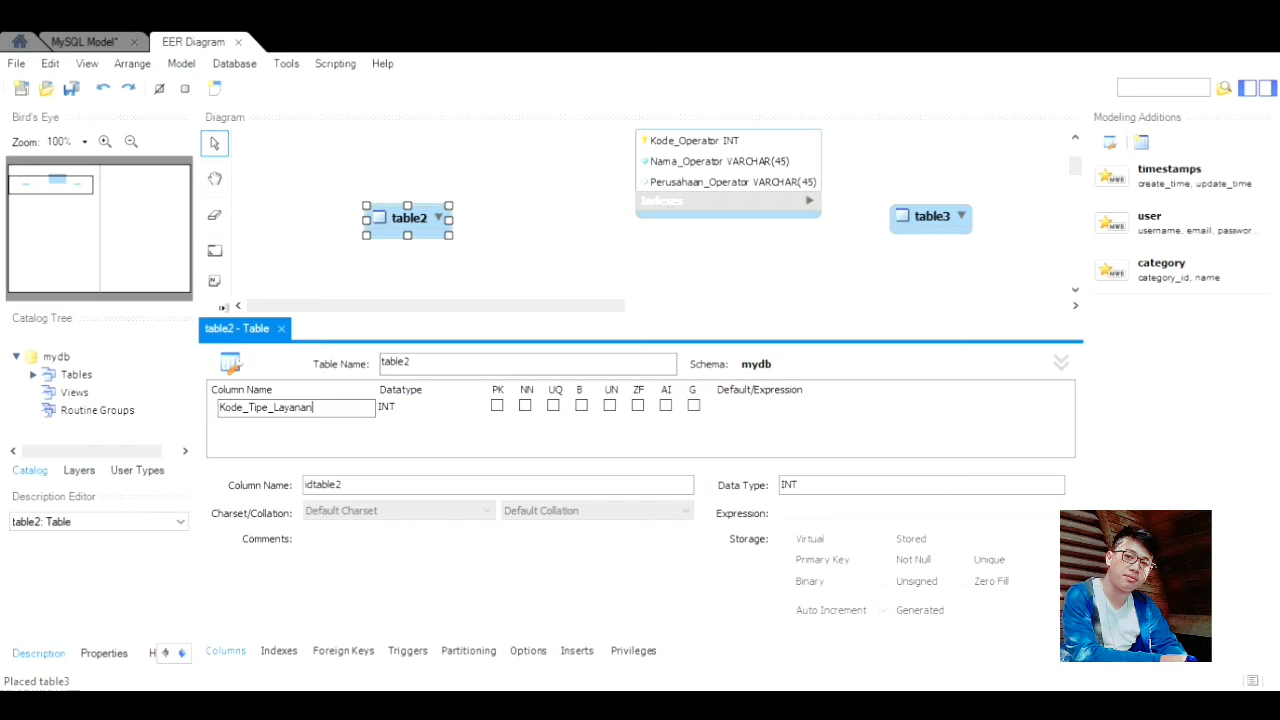 MySQL Model* ×
EER Diagram ×
File Edit View Arrange Model Database Tools Scripting Help
Bird's Eye
Zoom: 100%
Diagram
Modeling Additions
Kode_Operator INT
Nama_Operator VARCHAR(45)
Perusahaan_Operator VARCHAR(45)
Indexes
table2
table3
timestamps
create_time, update_time
user
username, email, passwor...
category
category_id, name
Catalog Tree
mydb
Tables
Views
Routine Groups
Catalog Layers User Types
Description Editor
table2: Table
Description Properties H
table2 - Table ×
Table Name: table2 Schema: mydb
Column Name Datatype PK NN UQ B UN ZF AI G Default/Expression
Kode_Tipe_Layanan INT
Column Name: idtable2 Data Type: INT
Charset/Collation: Default Charset Default Collation Expression:
Comments: Storage: Virtual Stored
Primary Key Not Null Unique
Binary Unsigned Zero Fill
Auto Increment Generated
Columns Indexes Foreign Keys Triggers Partitioning Options Inserts Privileges
Placed table3